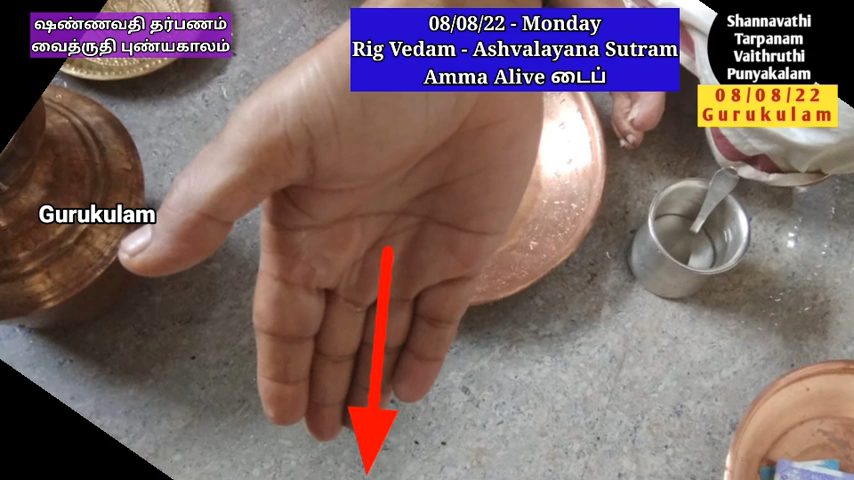 ஷண்ணவதி தர்பணம்
வைத்ருதி புண்யகாலம்
08/08/22 - Monday
Rig Vedam - Ashvalayana Sutram
Amma Alive டைப்
Shannavathi
Tarpanam
Vaithruthi
Punyakalam
08/08/22
Gurukulam
Gurukulam